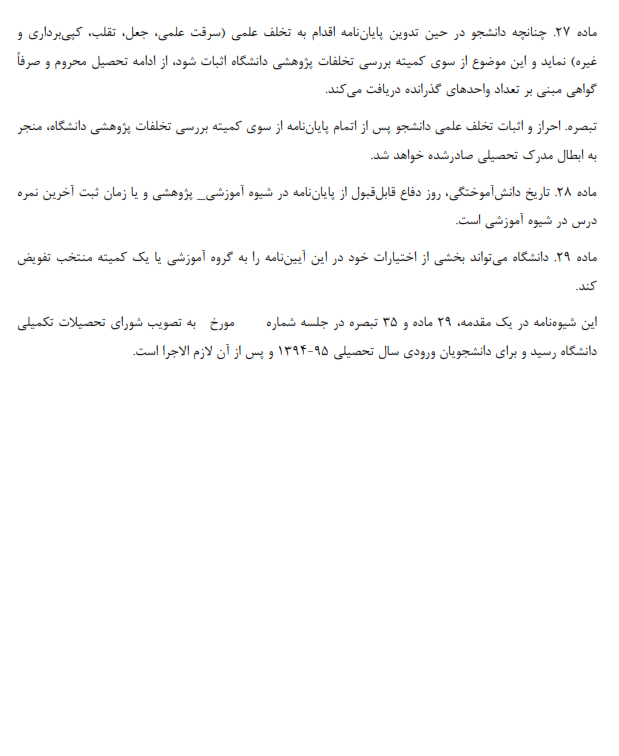 ماده ۲۷. چنانچه دانشجو در حین تدوین پایان‌نامه اقدام به تخلف علمی (سرقت علمی، جعل، تقلب، کپی‌برداری و
غیره) نماید و این موضوع از سوی کمیته بررسی تخلفات پژوهشی دانشگاه اثبات شود، از ادامه تحصیل محروم و صرفاً
گواهی مبنی بر تعداد واحدهای گذرانده دریافت می‌کند.
تبصره. احراز و اثبات تخلف علمی دانشجو پس از اتمام پایان‌نامه از سوی کمیته بررسی تخلفات پژوهشی دانشگاه، منجر
به ابطال مدرک تحصیلی صادرشده خواهد شد.
ماده ۲۸. تاریخ دانش‌آموختگی، روز دفاع قابل‌قبول از پایان‌نامه در شیوه آموزشی_ پژوهشی و یا زمان ثبت آخرین نمره
درس در شیوه آموزشی است.
ماده ۲۹. دانشگاه می‌تواند بخشی از اختیارات خود در این آیین‌نامه را به گروه آموزشی یا یک کمیته منتخب تفویض
کند.
این شیوه‌نامه در یک مقدمه، ۲۹ ماده و ۳۵ تبصره در جلسه شماره مورخ به تصویب شورای تحصیلات تکمیلی
دانشگاه رسید و برای دانشجویان ورودی سال تحصیلی ۹۵-۱۳۹۴ و پس از آن لازم الاجرا است.